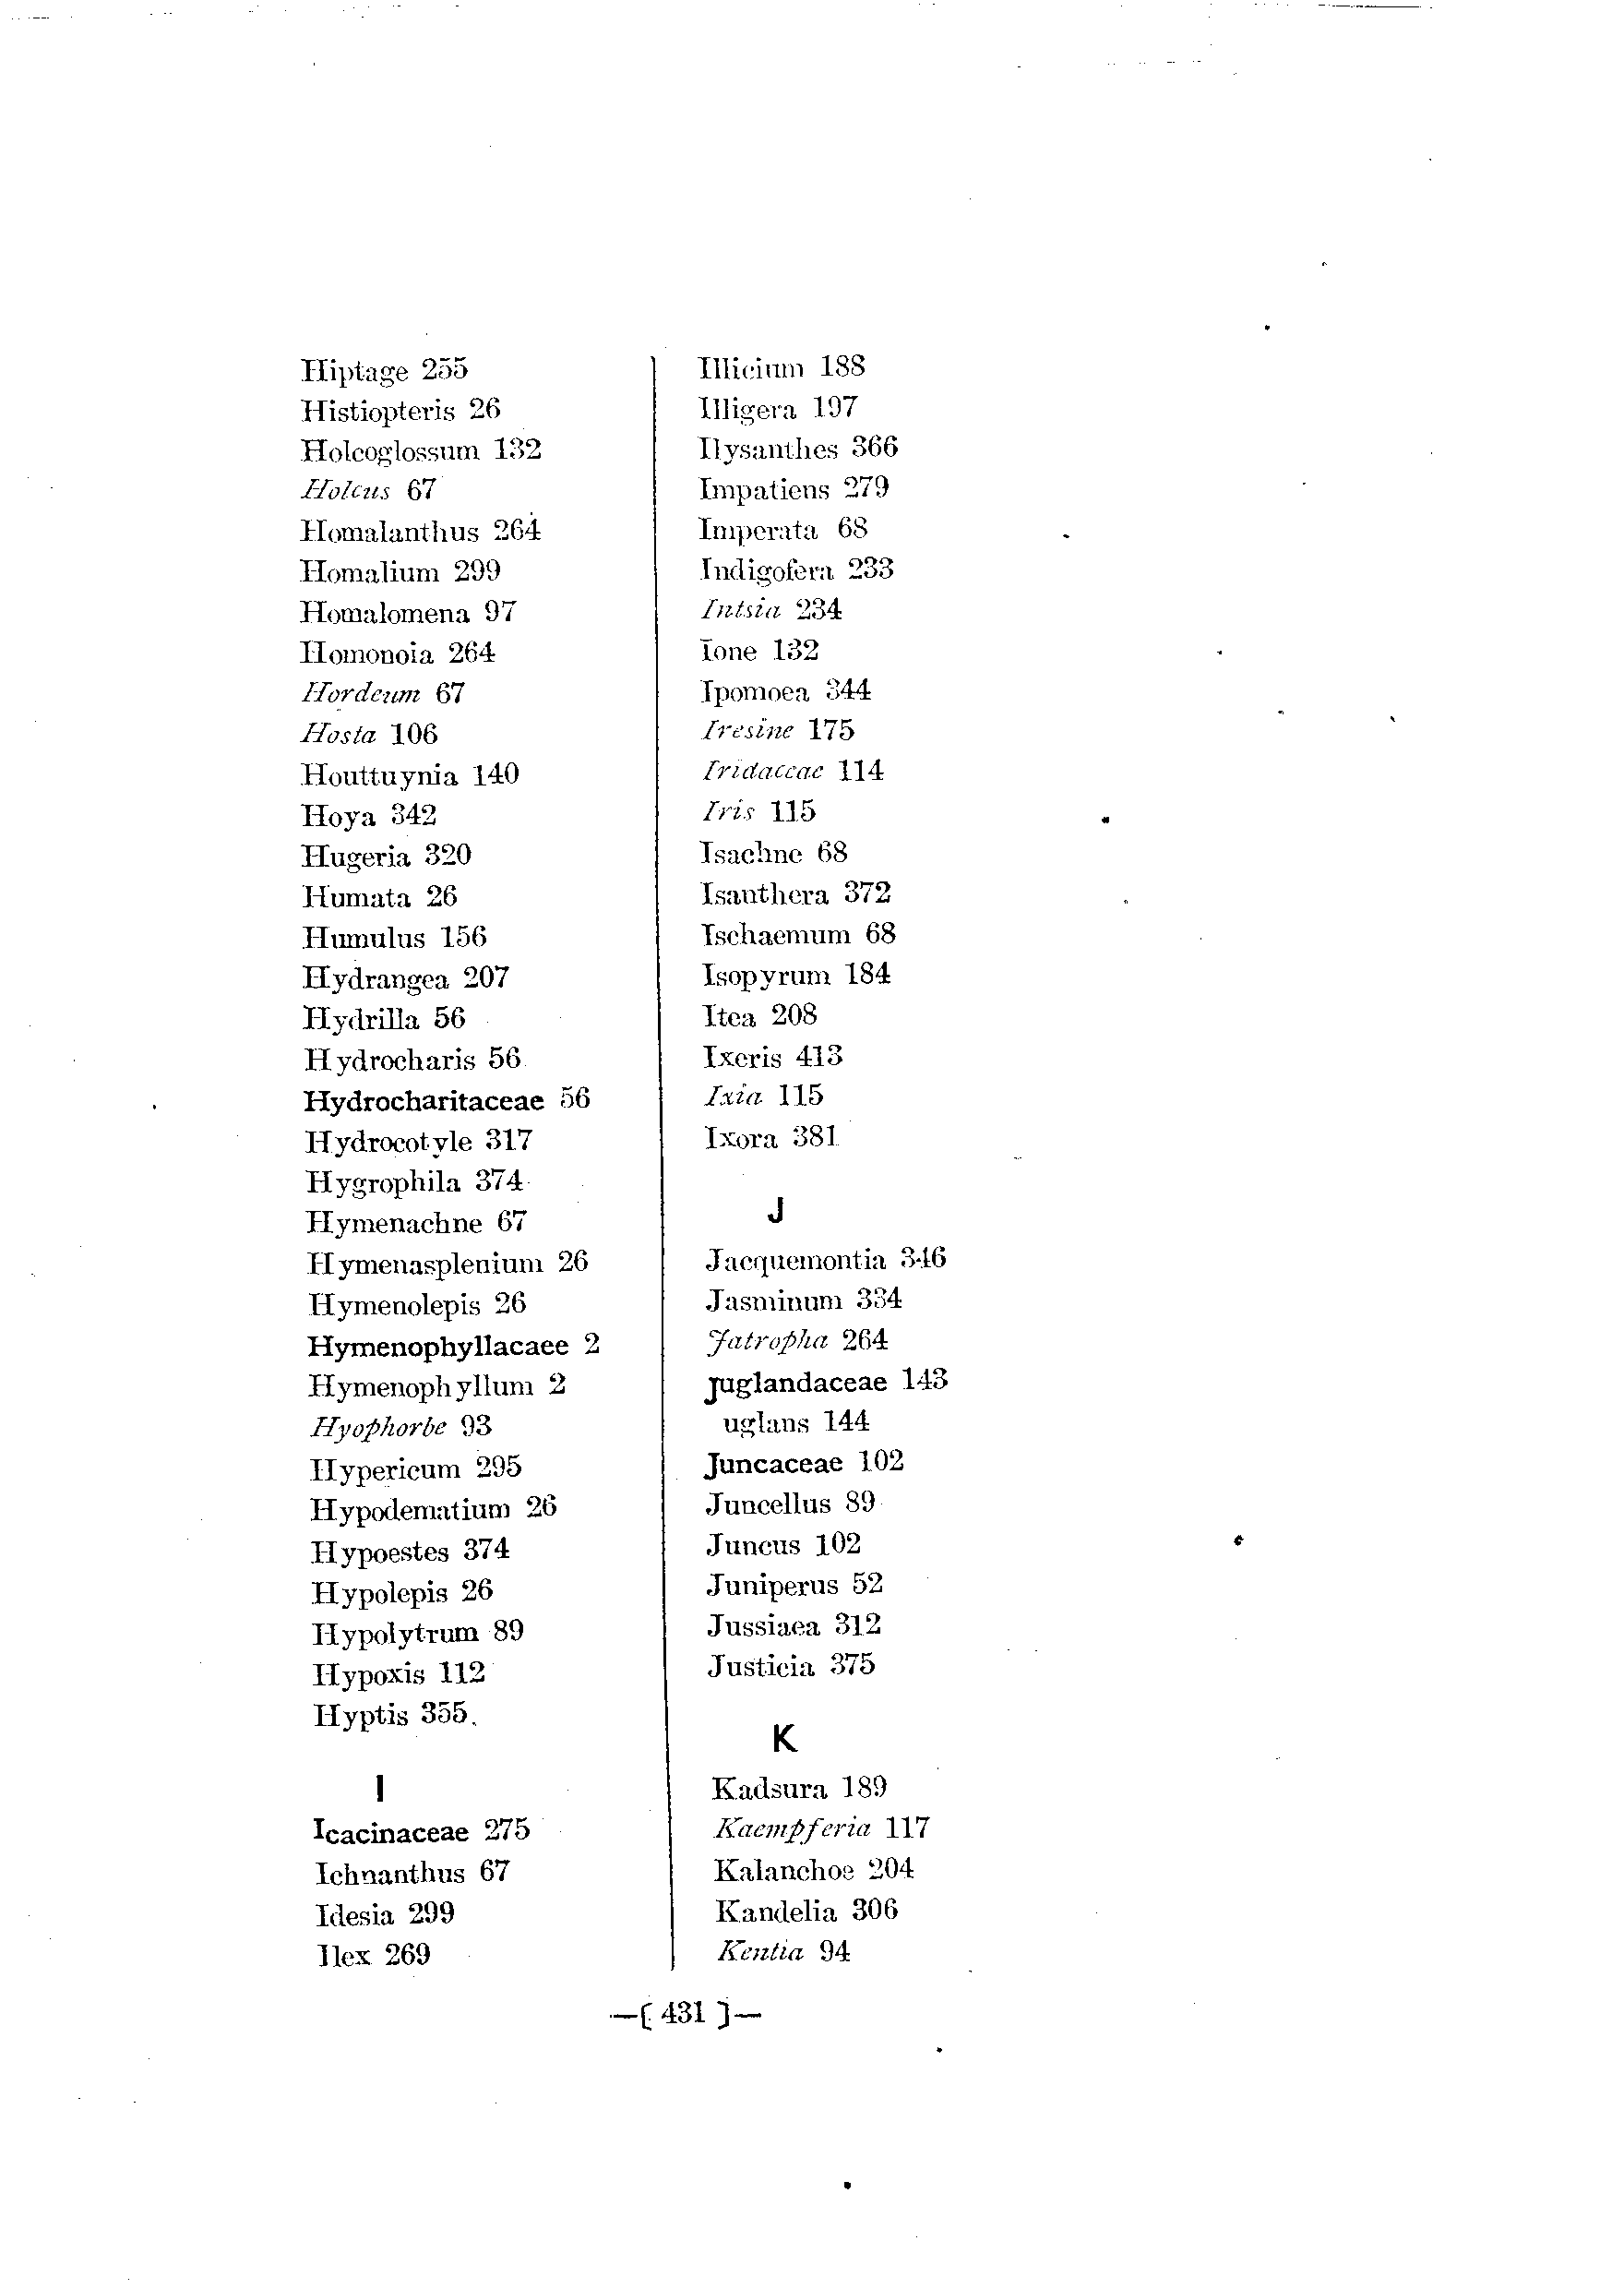 Hiptage 255
Histiopteris 26
Holcoglossum 132
Holcus 67
Homalanthus 264
Homalium 299
Homalomena 97
Homonoia 264
Hordeum 67
Hosta 106
Houttuynia 140
Hoya 342
Hugeria 320
Humata 26
Humulus 156
Hydrangea 207
Hydrilla 56
Hydrocharis 56
Hydrocharitaceae 56
Hydrocotyle 317
Hygrophila 374
Hymenachne 67
Hymenasplenium 26
Hymenolepis 26
Hymenophyllacaee 2
Hymenophyllum 2
Hyophorbe 93
Hypericum 295
Hypodematium 26
Hypoestes 374
Hypolepis 26
Hypolytrum 89
Hypoxis 112
Hyptis 355.
I
Icacinaceae 275
Ichnanthus 67
Idesia 299
Ilex 269
Illicium 188
Illigera 197
Ilysanthes 366
Impatiens 279
Imperata 68
Indigofera 233
Intsia 234
Ione 132
Ipomoea 344
Iresine 175
Iridaceae 114
Iris 115
Isachne 68
Isanthera 372
Ischaemum 68
Isopyrum 184
Itea 208
Ixeris 413
Ixia 115
Ixora 381
J
Jacquemontia 346
Jasminum 334
Jatropha 264
Juglandaceae 143
uglans 144
Juncaceae 102
Juncellus 89
Juncus 102
Juniperus 52
Jussiaea 312
Justicia 375
K
Kadsura 189
Kaempferia 117
Kalanchoe 204
Kandelia 306
Kentia 94
—[ 431 ]—